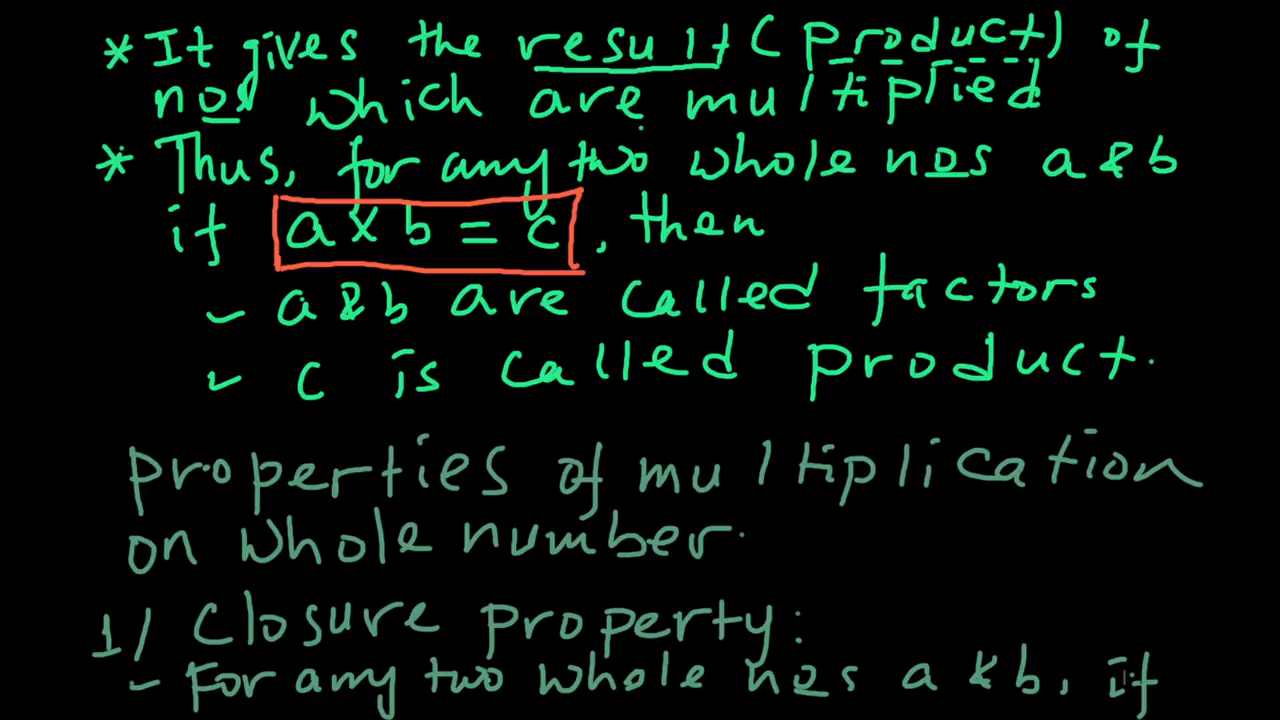 * It gives the result (product) of
nos which are multiplied
* Thus, for any two whole nos a & b
if a x b = c, then
- a & b are called factors
- c is called product.
properties of multiplication
on whole number.
1/ Closure property:
- For any two whole nos a & b, if